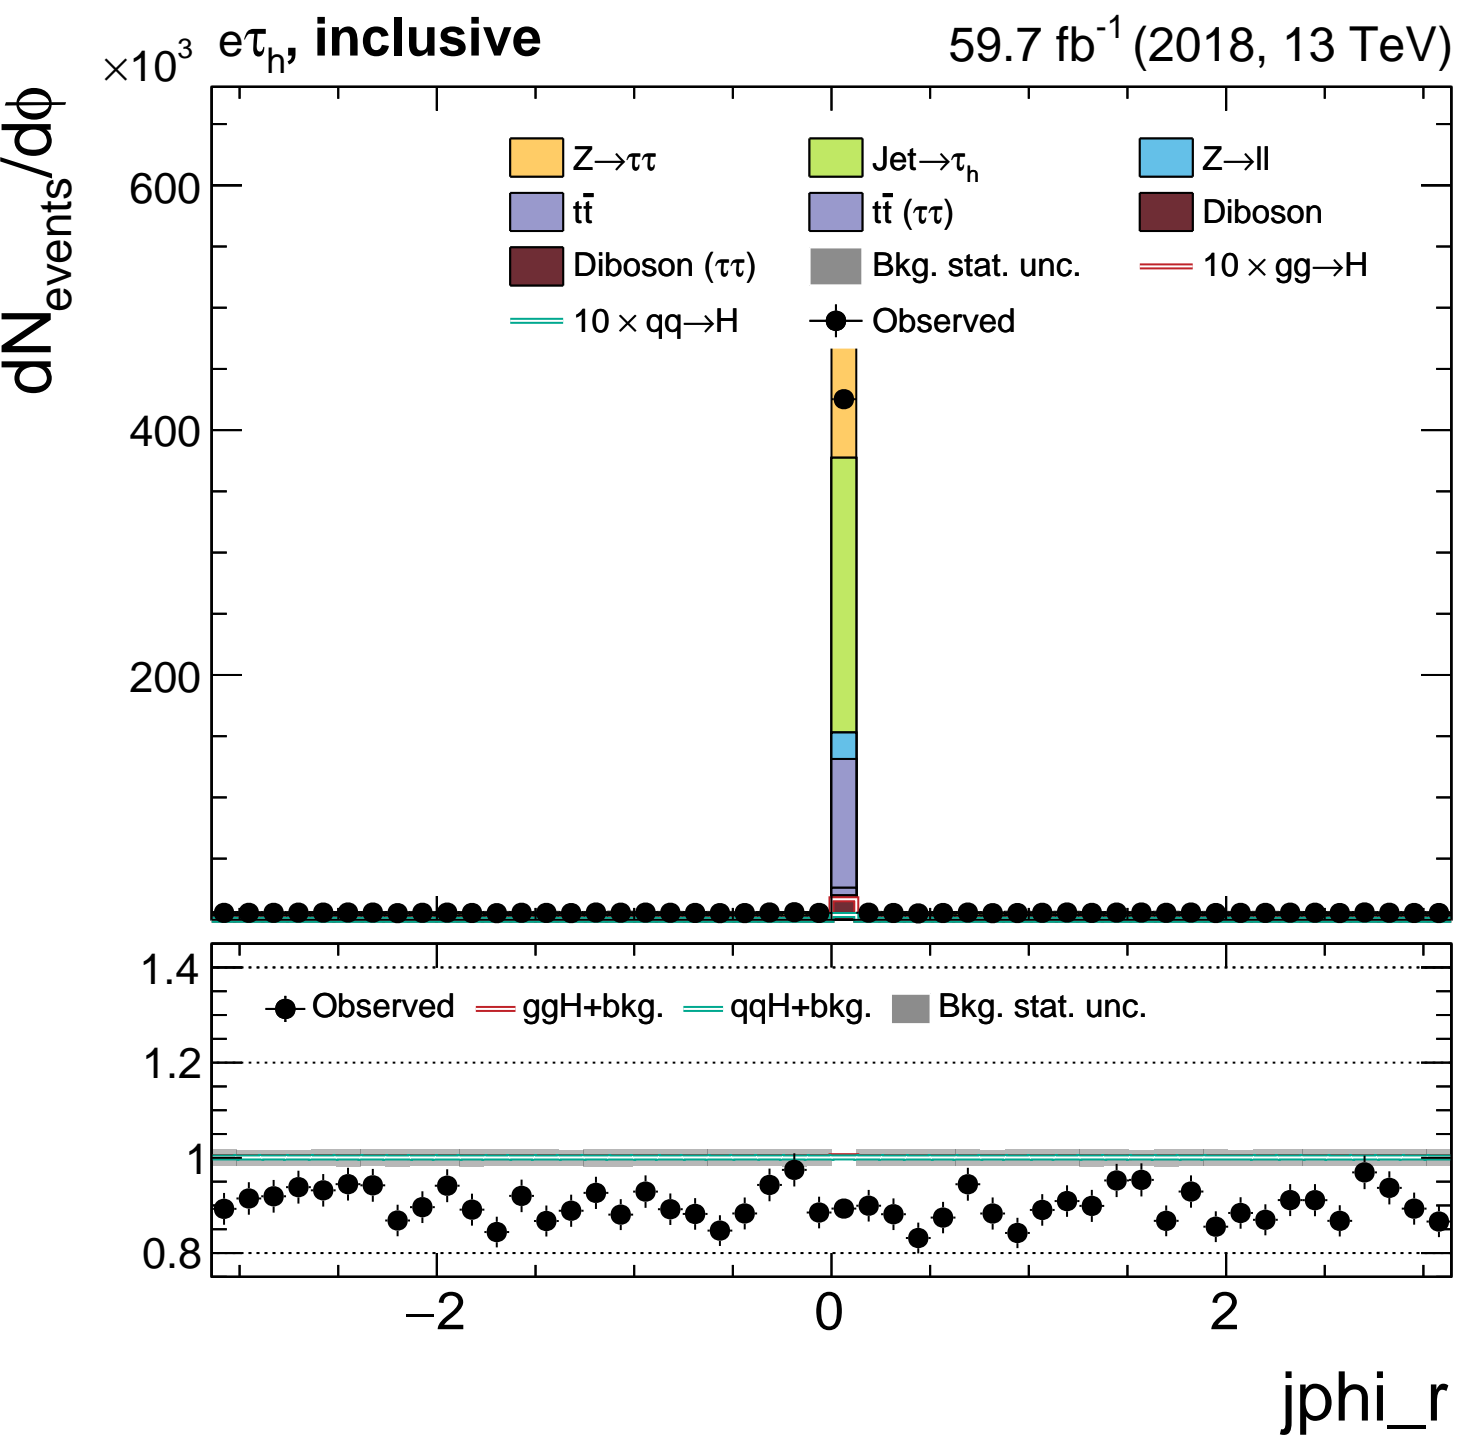 ×10³ eτₕ, inclusive 59.7 fb⁻¹ (2018, 13 TeV)
dN_events/dϕ
600
400
200
Z→ττ Jet→τₕ Z→ll
tt̄ tt̄ (ττ) Diboson
Diboson (ττ) Bkg. stat. unc. 10 × gg→H
10 × qq→H Observed
1.4
1.2
1
0.8
Observed ggH+bkg. qqH+bkg. Bkg. stat. unc.
−2 0 2
jphi_r